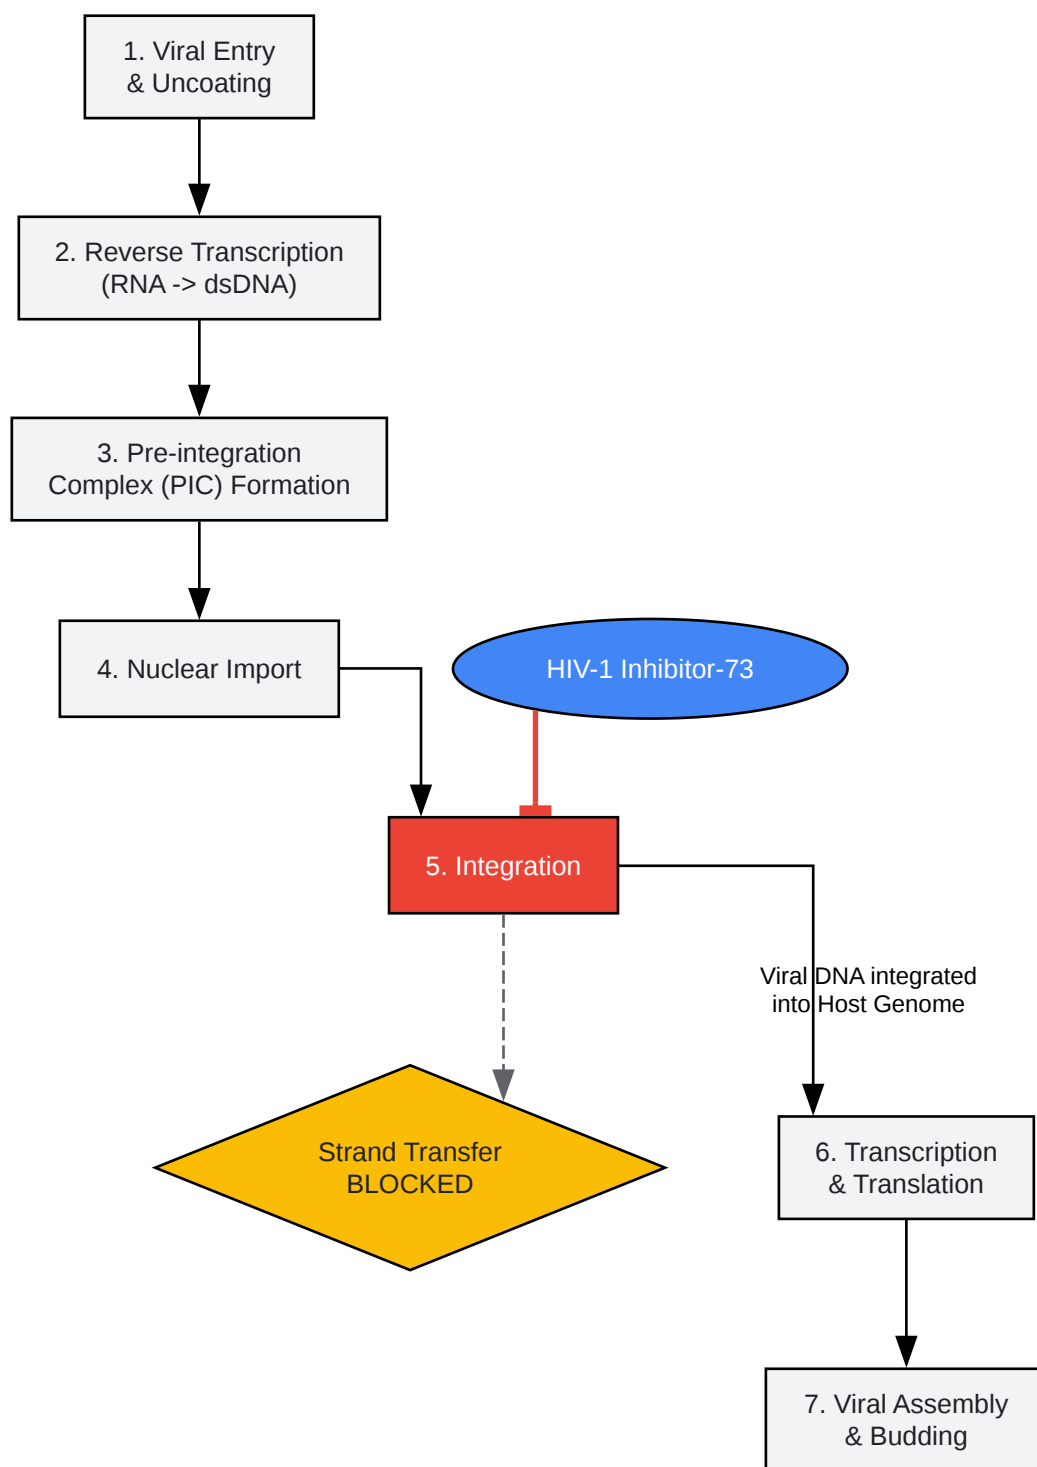 1. Viral Entry
& Uncoating
2. Reverse Transcription
(RNA -> dsDNA)
3. Pre-integration
Complex (PIC) Formation
4. Nuclear Import
HIV-1 Inhibitor-73
5. Integration
Viral DNA integrated
into Host Genome
Strand Transfer
BLOCKED
6. Transcription
& Translation
7. Viral Assembly
& Budding